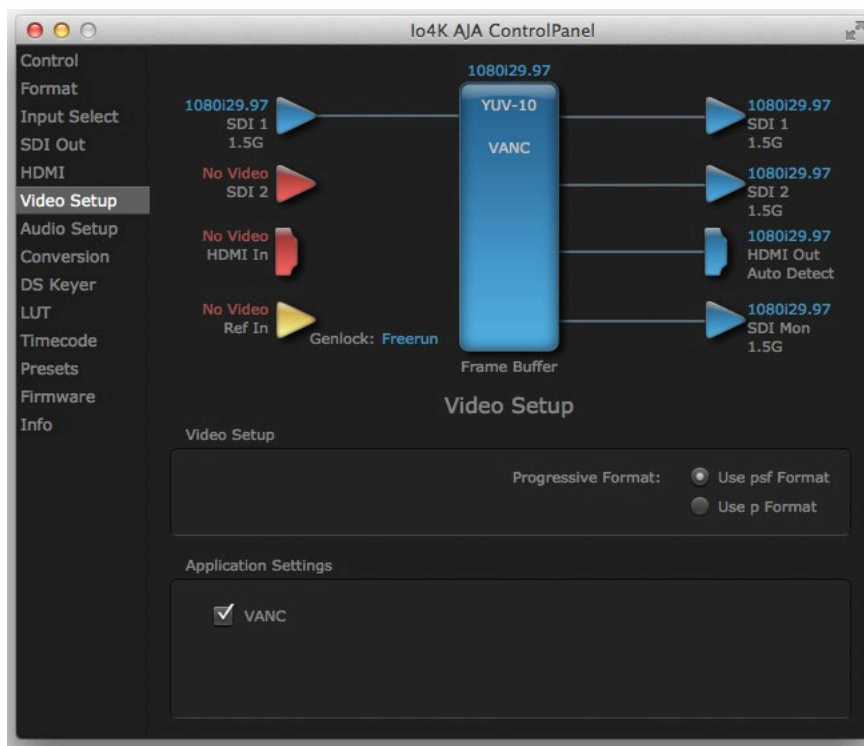 Io4K AJA ControlPanel
Control
Format
Input Select
SDI Out
HDMI
Video Setup
Audio Setup
Conversion
DS Keyer
LUT
Timecode
Presets
Firmware
Info
1080i29.97
1080i29.97
SDI 1
1.5G
No Video
SDI 2
No Video
HDMI In
No Video
Ref In
Genlock: Freerun
YUV-10
VANC
Frame Buffer
1080i29.97
SDI 1
1.5G
1080i29.97
SDI 2
1.5G
1080i29.97
HDMI Out
Auto Detect
1080i29.97
SDI Mon
1.5G
Video Setup
Video Setup
Progressive Format:
Use psf Format
Use p Format
Application Settings
VANC